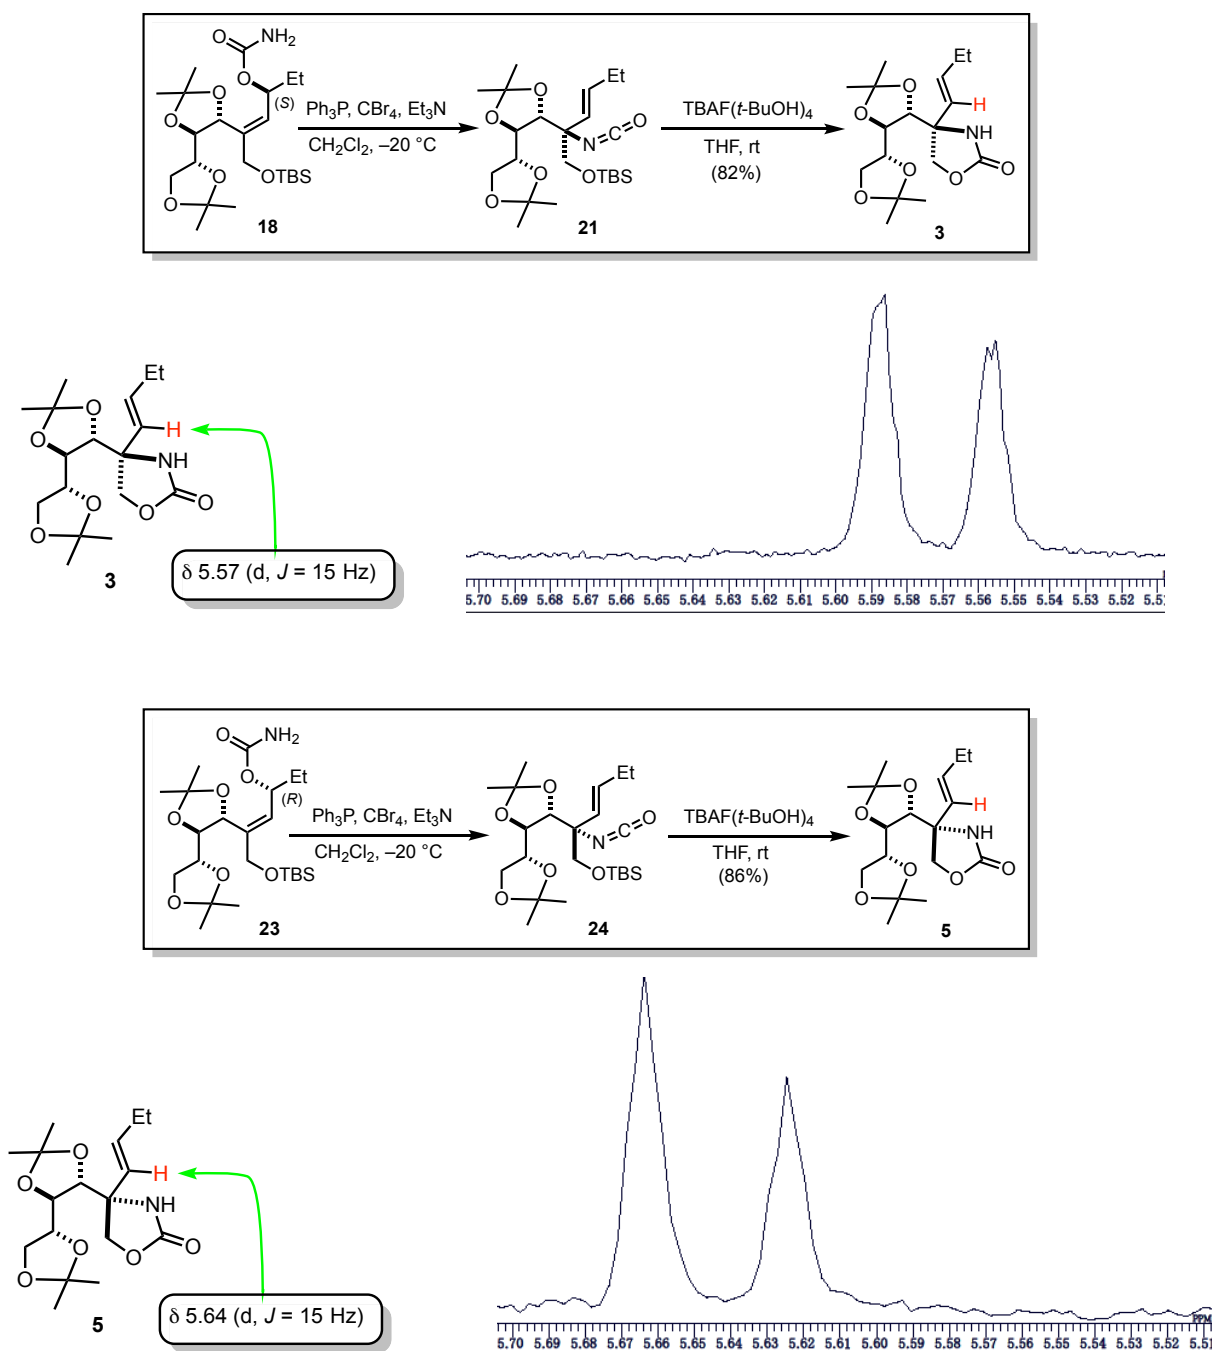 O NH2
O Et
(S)
O
O
O
O
OTBS
18
Ph3P, CBr4, Et3N
CH2Cl2, –20 °C
Et
O
O
N C O
O
O
OTBS
21
TBAF(t-BuOH)4
THF, rt
(82%)
Et
O
H
O
NH
O
O
O
O
3
Et
O
H
O
NH
O
O
O
O
3
δ 5.57 (d, J = 15 Hz)
5.70 5.69 5.68 5.67 5.66 5.65 5.64 5.63 5.62 5.61 5.60 5.59 5.58 5.57 5.56 5.55 5.54 5.53 5.52 5.51
O NH2
O Et
(R)
O
O
O
O
OTBS
23
Ph3P, CBr4, Et3N
CH2Cl2, –20 °C
Et
O
O
N C O
O
O
OTBS
24
TBAF(t-BuOH)4
THF, rt
(86%)
Et
O
H
O
NH
O
O
O
O
5
Et
O
H
O
NH
O
O
O
O
5
δ 5.64 (d, J = 15 Hz)
PPM
5.70 5.69 5.68 5.67 5.66 5.65 5.64 5.63 5.62 5.61 5.60 5.59 5.58 5.57 5.56 5.55 5.54 5.53 5.52 5.51